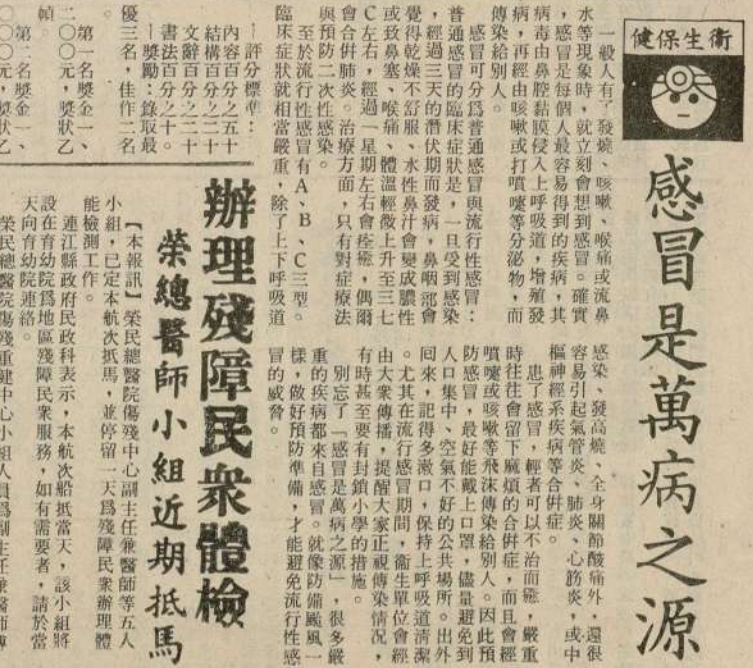 衛生保健
感冒是萬病之源
一般人有了發燒、咳嗽、喉痛或流鼻
水等現象時，就立刻會想到感冒。確實
，感冒是每個人最容易得到的疾病，其
病毒由鼻腔黏膜侵入上呼吸道，增殖發
病，再經由咳嗽或打噴嚏等分泌物，而
傳染給別人。
感冒可分爲普通感冒與流行性感冒：
普通感冒的臨床症狀是，一旦受到感染
，經過三天的潛伏期而發病，鼻咽部會
覺得乾燥不舒服、水性鼻汁會變成膿性
或致鼻塞、喉痛、體溫輕微上升至三七
C左右，經過一星期左右會痊癒，偶爾
會合倂肺炎。治療方面，只有對症療法
與預防二次性感染。
至於流行性感冒有A、B、C三型。
臨床症狀就相當嚴重，除了上下呼吸道
感染、發高燒、全身關節酸痛外，還很
容易引起氣管炎、肺炎、心筋炎，或中
樞神經系疾病等合倂症。
患了感冒，輕者可以不治而癒，嚴重
時往往會留下麻煩的合倂症，而且會經
噴嚏或咳嗽等飛沫傳染給別人。因此預
防感冒，最好能戴上口罩，儘量避免到
人口集中、空氣不好的公共場所。出外
回來，記得多漱口，保持上呼吸道清潔
。尤其在流行感冒期間，衞生單位會經
由大衆傳播，提醒大家正視傳染情況，
有時甚至要有封鎖小學的措施。
別忘了「感冒是萬病之源」，很多嚴
重的疾病都來自感冒。就像防備颱風一
樣，做好預防準備，才能避免流行性感
冒的威脅。
｜評分標準：
內容百分之五十
結構百分之二十
文辭百分之二十
書法百分之十。
｜獎勵：錄取最
優三名，佳作二名
。
第一名獎金一、
二〇〇元，獎狀乙
幀。
第二名獎金一、
〇〇〇元，獎狀乙
辦理殘障民衆體檢
榮總醫師小組近期抵馬
【本報訊】榮民總醫院傷殘中心副主任兼醫師等五人
小組，已定本航次抵馬，並停留一天爲殘障民衆辦理體
能檢測工作。
連江縣政府民政科表示，本航次船抵當天，該小組將
設在育幼院爲地區殘障民衆服務，如有需要者，請於當
天向育幼院連絡。
榮民總醫院傷殘重健中心小組人員爲副主任兼醫師